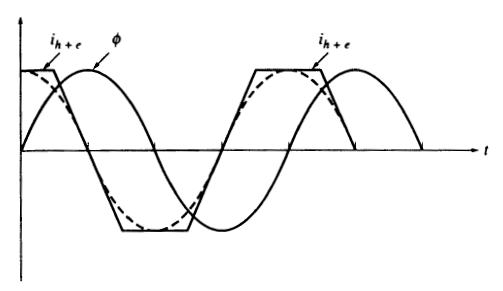 i_{h+e}
ϕ
i_{h+e}
t